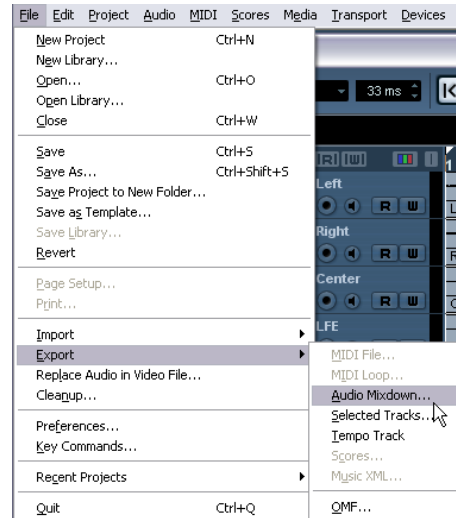 File Edit Project Audio MIDI Scores Media Transport Devices
New Project Ctrl+N
New Library...
Open... Ctrl+O
Open Library...
Close Ctrl+W
33 ms
Save Ctrl+S
Save As... Ctrl+Shift+S
Save Project to New Folder...
Save as Template...
Save Library...
Revert
Page Setup...
Print...
Import
Export
Replace Audio in Video File...
Cleanup...
Preferences...
Key Commands...
Recent Projects
Quit Ctrl+Q
R W
1
Left
R W
Right
R W
Center
R W
LFE
MIDI File...
MIDI Loop...
Audio Mixdown...
Selected Tracks...
Tempo Track
Scores...
Music XML...
OMF...